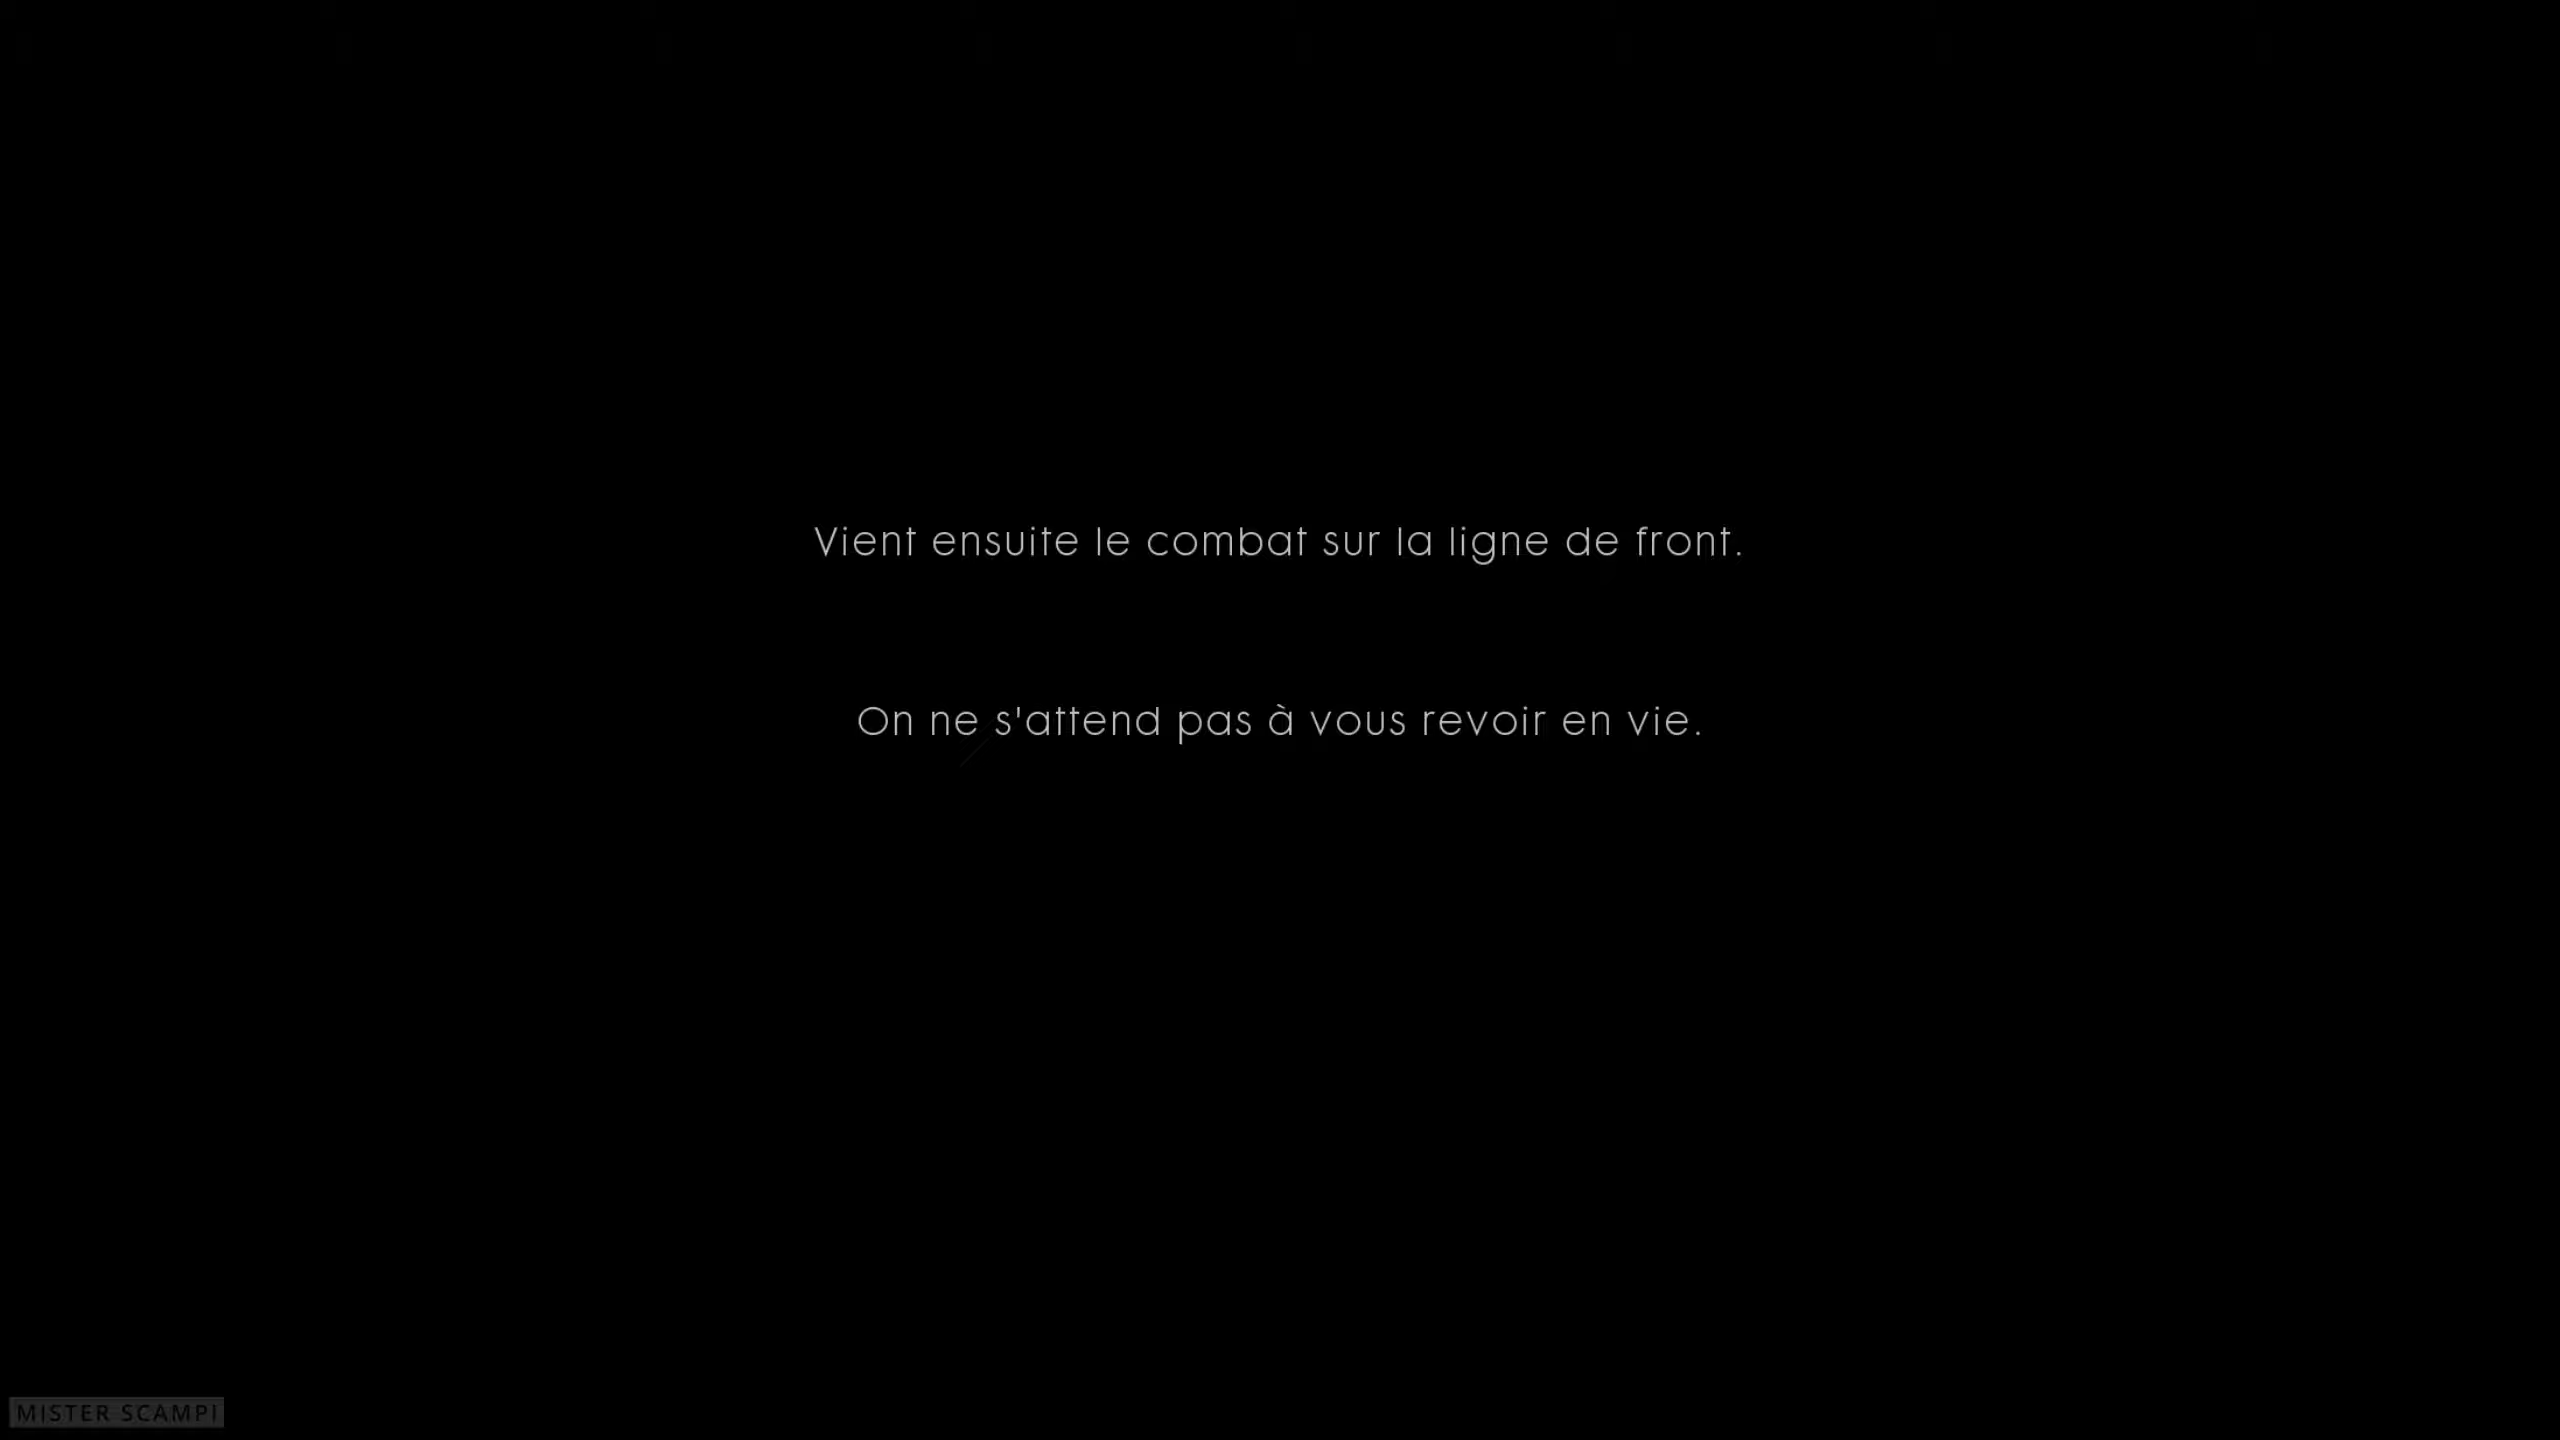 Vient ensuite le combat sur la ligne de front.
On ne s'attend pas à vous revoir en vie.
MISTER SCAMPI